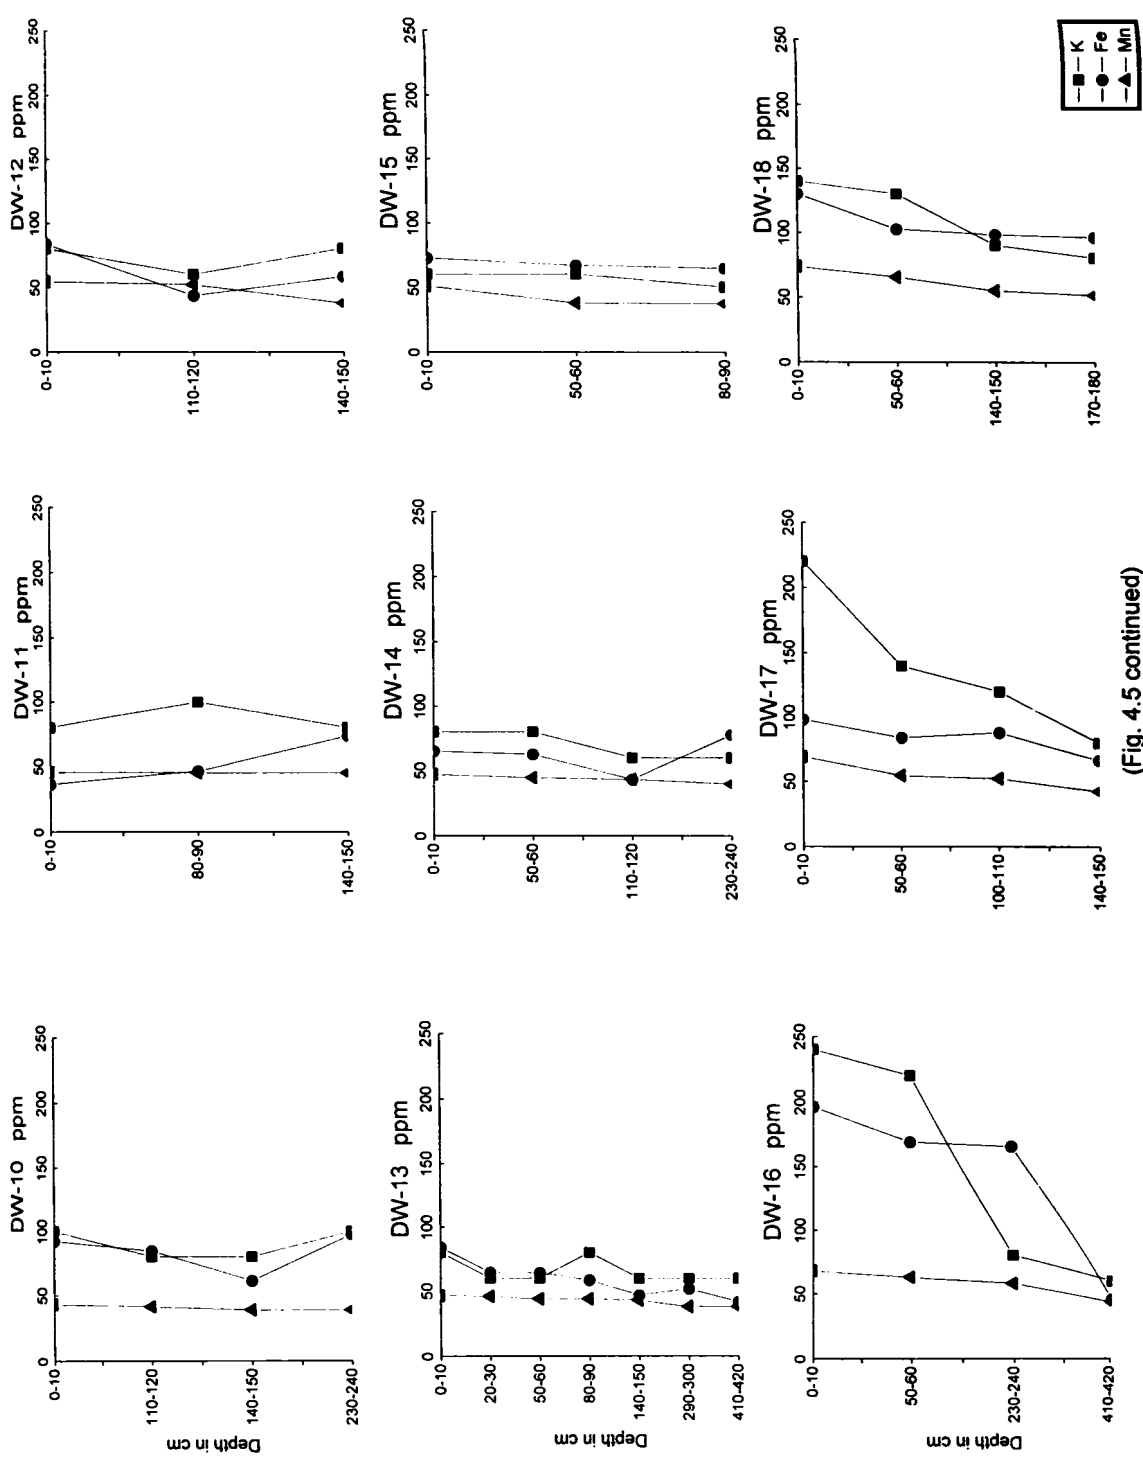 DW-10 ppm
0 50 100 150 200 250
0-10
110-120
140-150
230-240
Depth in cm
DW-11 ppm
0 50 100 150 200 250
0-10
80-90
140-150
DW-12 ppm
0 50 100 150 200 250
0-10
110-120
140-150
DW-13 ppm
0 50 100 150 200 250
0-10
20-30
50-60
80-90
140-150
290-300
410-420
Depth in cm
DW-14 ppm
0 50 100 150 200 250
0-10
50-60
110-120
230-240
DW-15 ppm
0 50 100 150 200 250
0-10
50-60
80-90
DW-16 ppm
0 50 100 150 200 250
0-10
50-60
230-240
410-420
Depth in cm
DW-17 ppm
0 50 100 150 200 250
0-10
50-60
100-110
140-150
DW-18 ppm
0 50 100 150 200 250
0-10
50-60
140-150
170-180
K
Fe
Mn
(Fig. 4.5 continued)